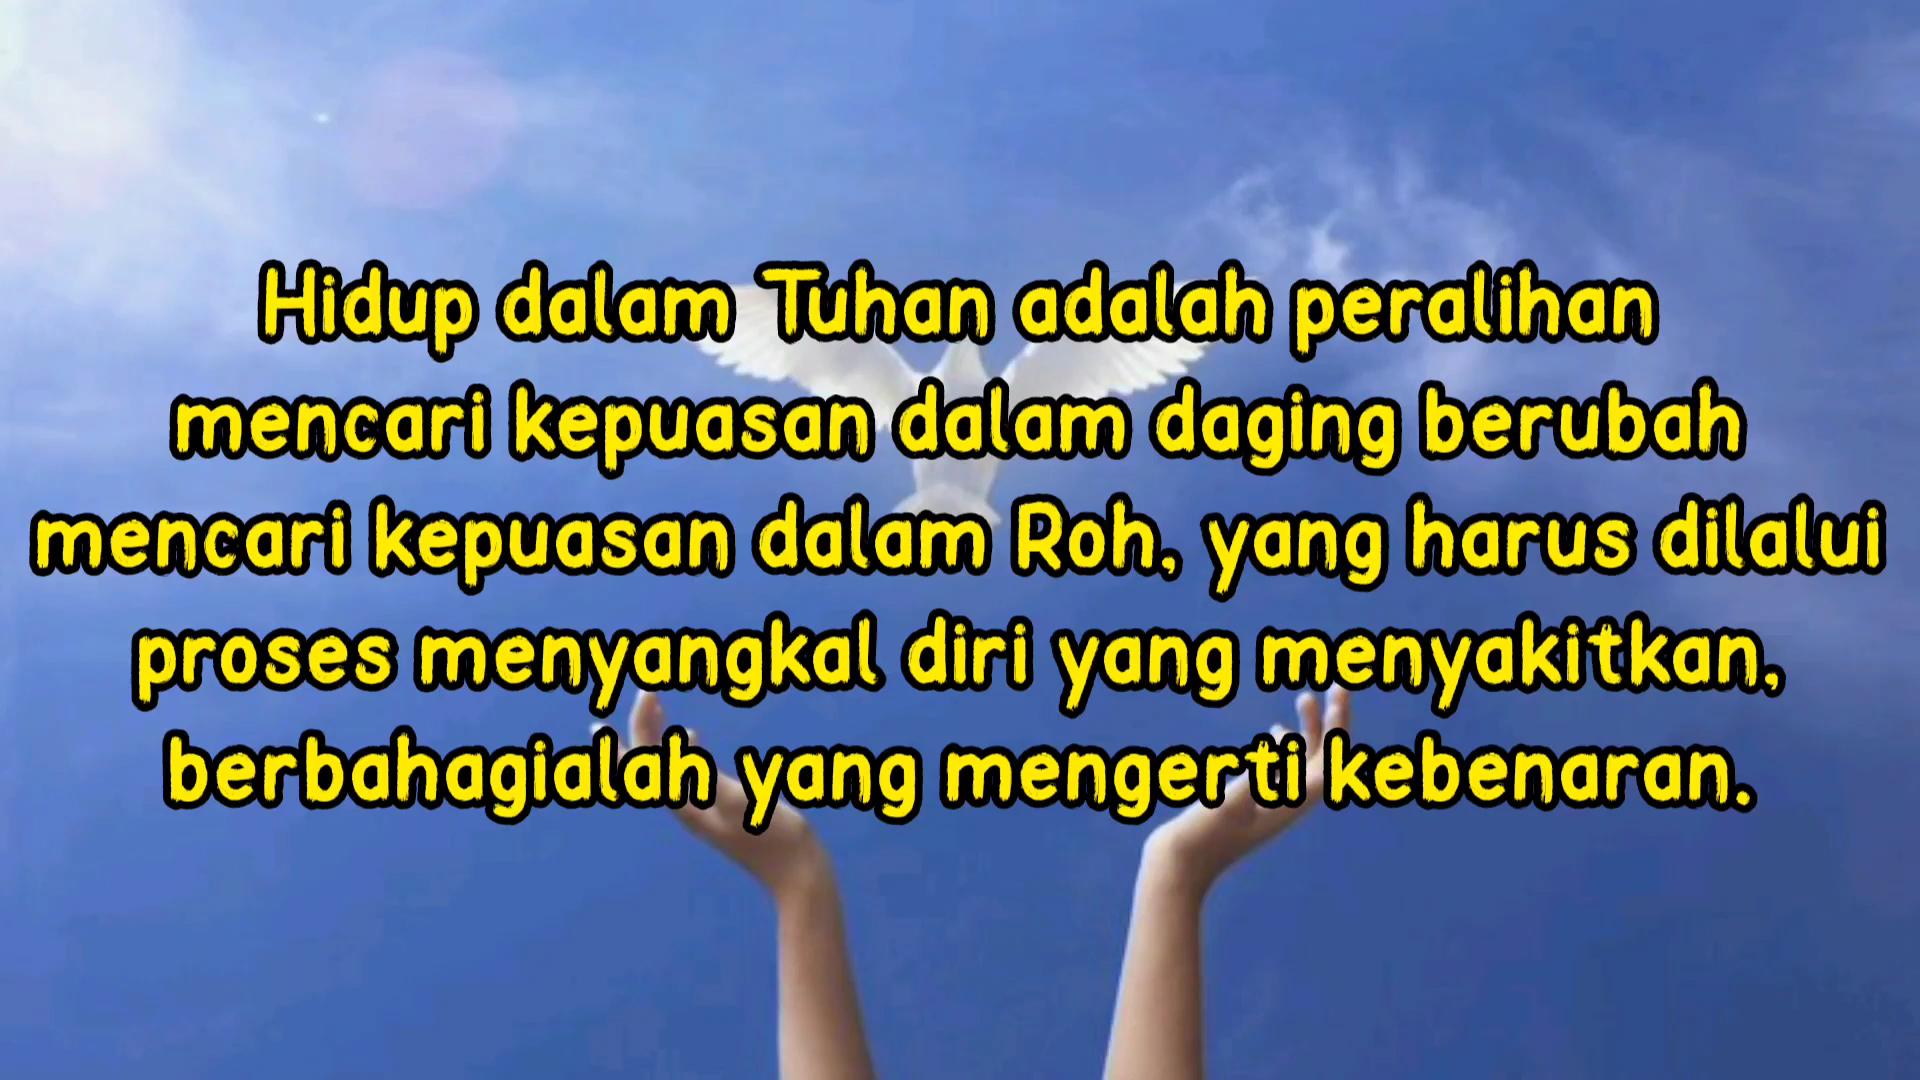 Hidup dalam Tuhan adalah peralihan
mencari kepuasan dalam daging berubah
mencari kepuasan dalam Roh, yang harus dilalui
proses menyangkal diri yang menyakitkan,
berbahagialah yang mengerti kebenaran.